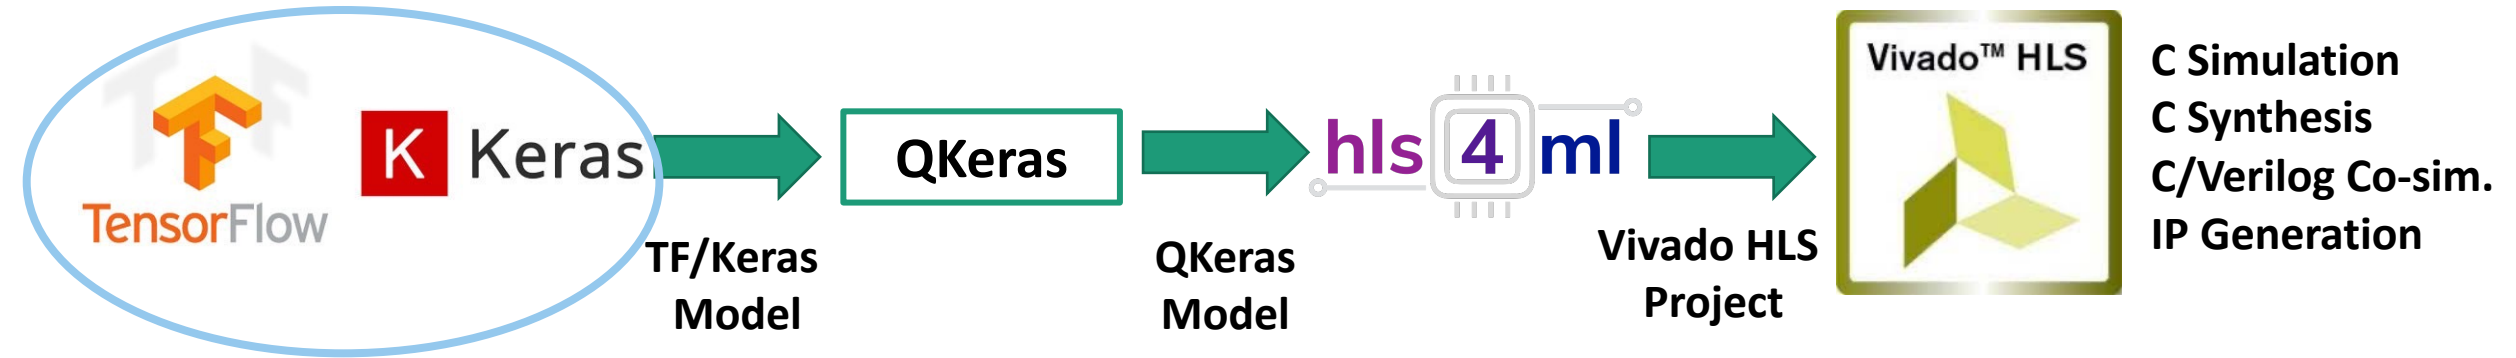 TF
TensorFlow
K Keras
TF/Keras
Model
QKeras
QKeras
Model
hls 4 ml
Vivado HLS
Project
Vivado™ HLS
C Simulation
C Synthesis
C/Verilog Co-sim.
IP Generation